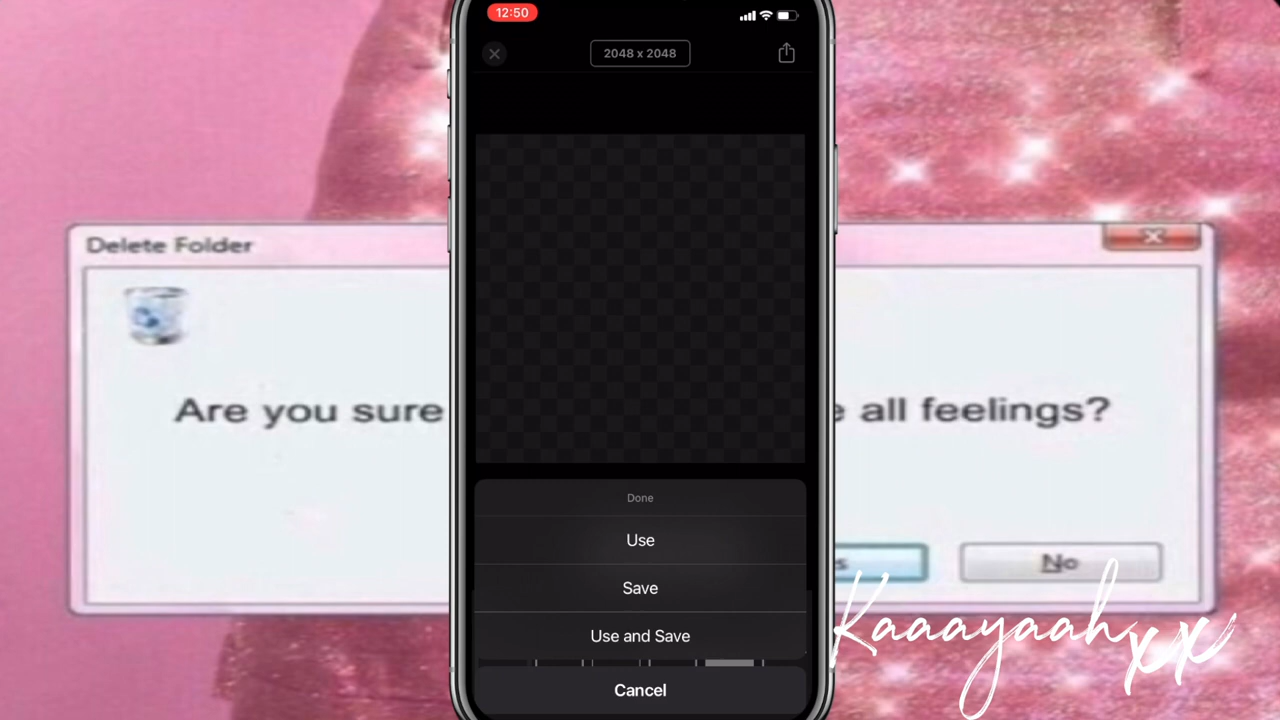 12:50
2048 x 2048
Delete Folder
Are you sure
all feelings?
Done
Use
Save
Use and Save
Cancel
No
Kaaayaahxx